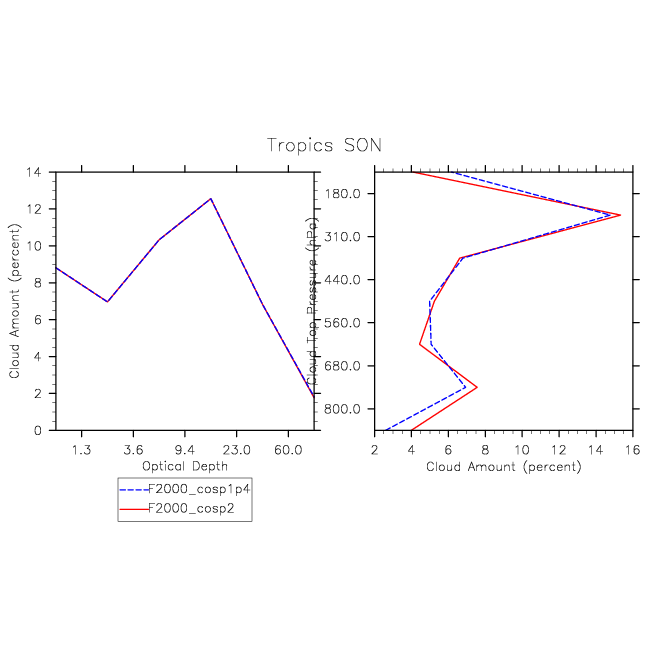 Tropics SON
Cloud Amount (percent)
14
12
10
8
6
4
2
0
1.3 3.6 9.4 23.0 60.0
Optical Depth
Cloud Top Pressure (hPa)
180.0
310.0
440.0
560.0
680.0
800.0
2 4 6 8 10 12 14 16
Cloud Amount (percent)
F2000_cosp1p4
F2000_cosp2